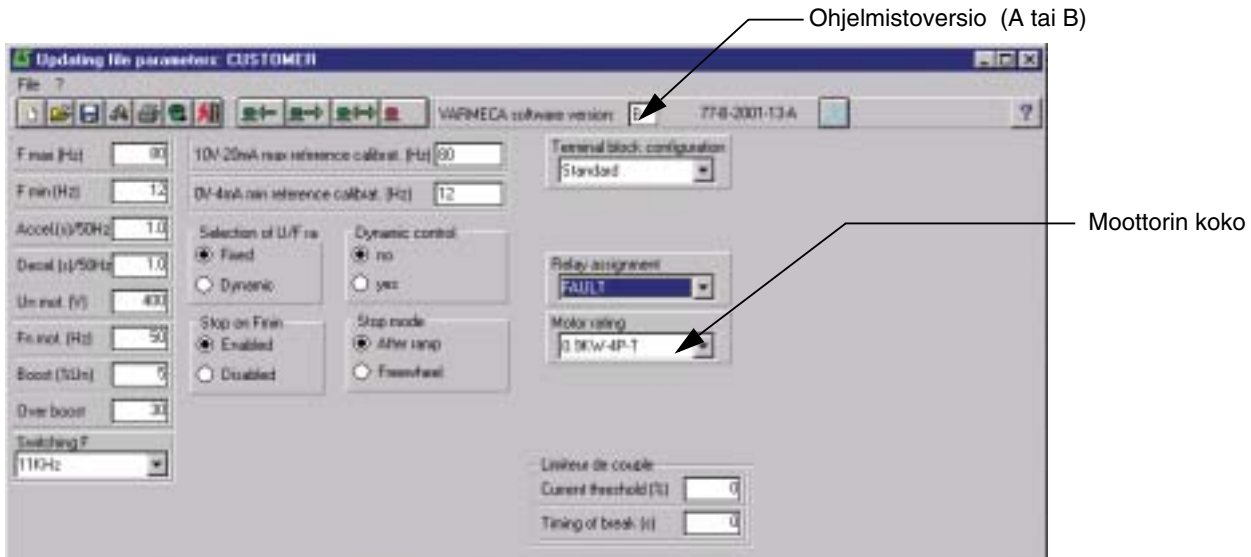 Ohjelmistoversio (A tai B)
Updating file parameters: CUSTOMER
File ?
VARMECA software version: B 77-8-2001-13-A ?
F max (Hz) 80
F min (Hz) 12
Accel.(s)/50Hz 1.0
Decel (s)/50Hz 1.0
Un mot. (V) 400
Fn mot. (Hz) 50
Boost (%Un) 5
Over boost 30
Switching F
11KHz
10V-20mA max reference calibrat. (Hz) 80
0V-4mA min reference calibrat. (Hz) 12
Selection of U/F ra
Fixed
Dynamic
Dynamic control
no
yes
Stop on Fmin
Enabled
Disabled
Stop mode
After ramp
Freewheel
Terminal block configuration
Standard
Relay assignment
FAULT
Motor rating
0.9KW-4P-T
Moottorin koko
Limiteur de couple
Current threshold (%) 0
Timing of break (s) 0